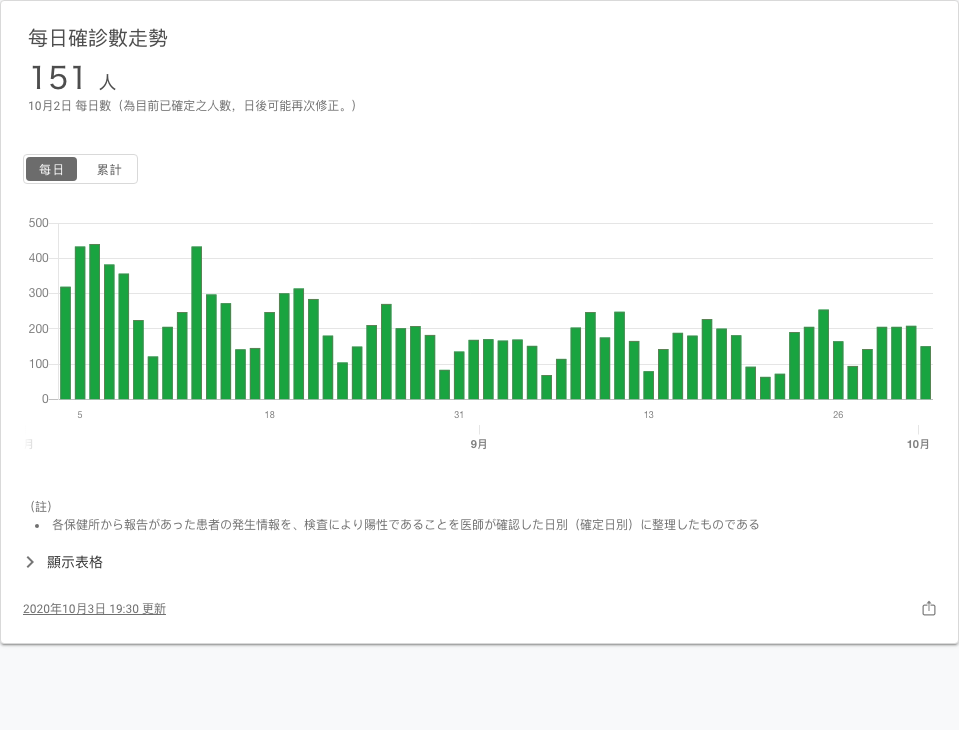 每日確診數走勢
151 人
10月2日 每日數（為目前已確定之人數，日後可能再次修正。）
每日 累計
500
400
300
200
100
0
5 18 31 13 26
月 9月 10月
（註）
• 各保健所から報告があった患者の発生情報を、検査により陽性であることを医師が確認した日別（確定日別）に整理したものである
顯示表格
2020年10月3日 19:30 更新